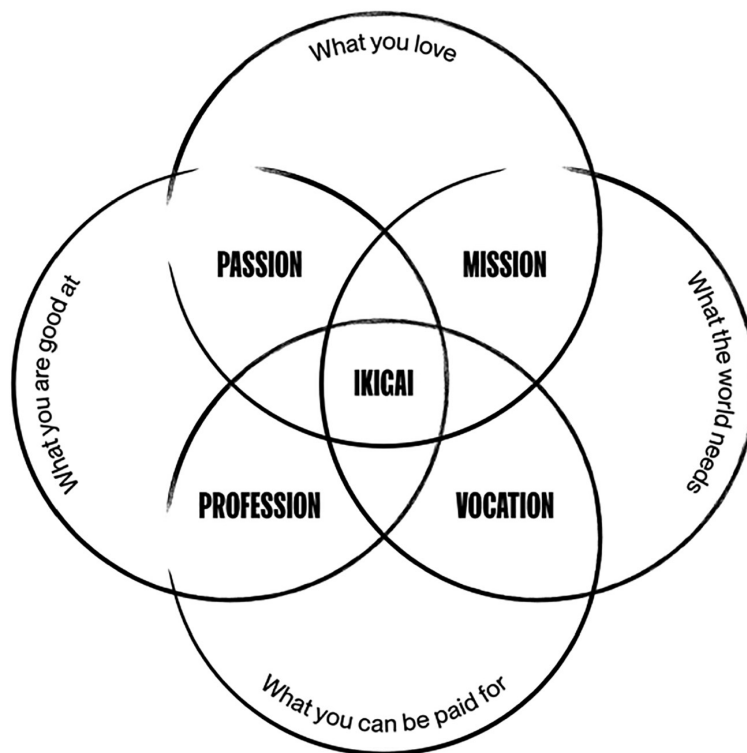 What you love
PASSION
MISSION
What you are good at
What the world needs
IKIGAI
PROFESSION
VOCATION
What you can be paid for